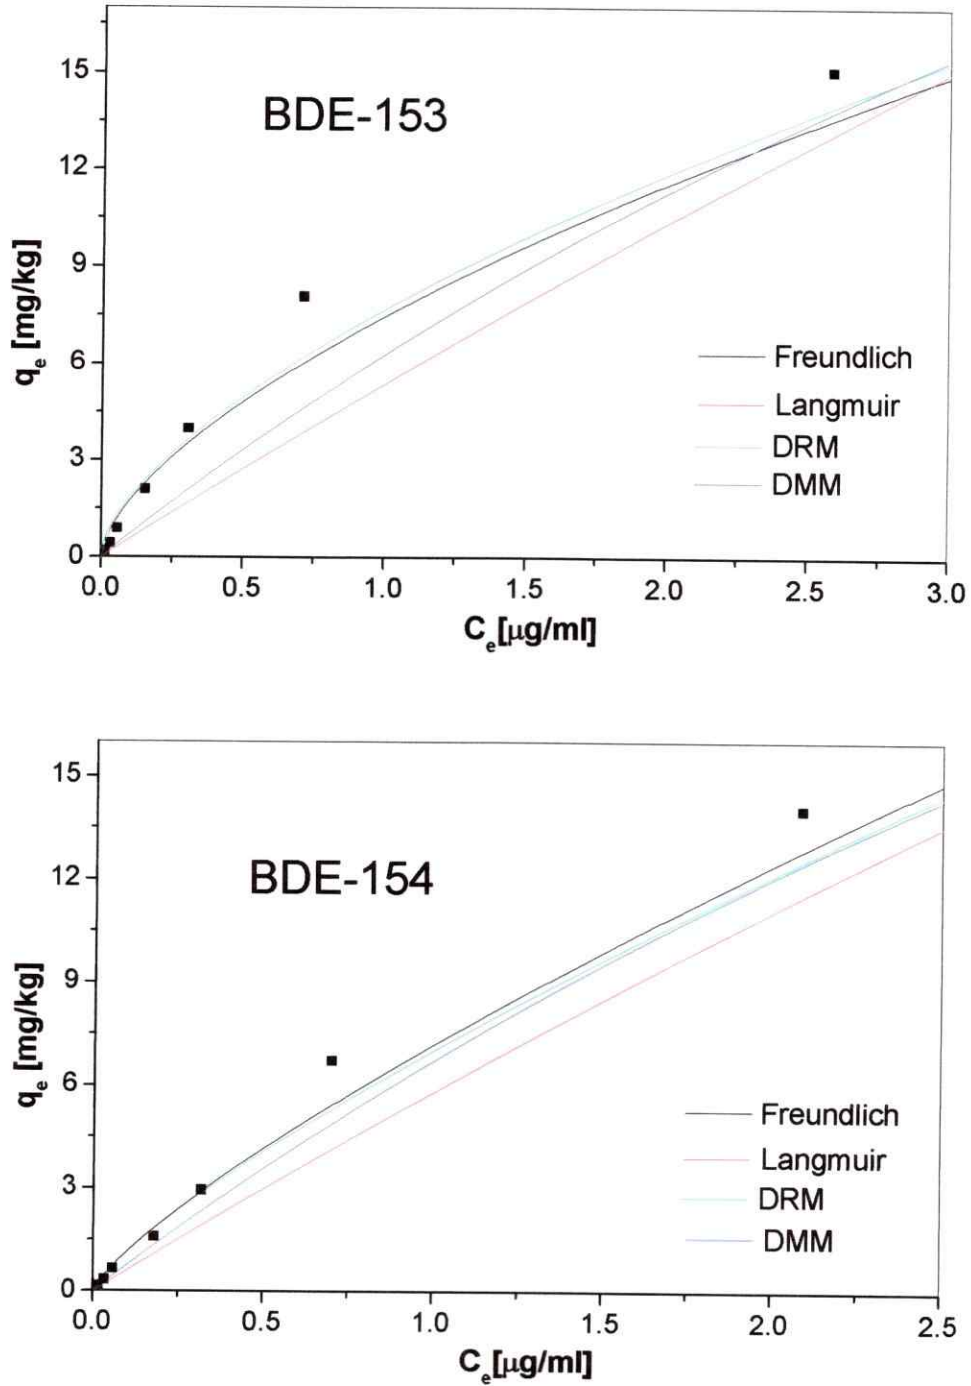 15
12
9
6
3
0
q_e [mg/kg]
BDE-153
Freundlich
Langmuir
DRM
DMM
0.0 0.5 1.0 1.5 2.0 2.5 3.0
C_e[µg/ml]
15
12
9
6
3
0
q_e [mg/kg]
BDE-154
Freundlich
Langmuir
DRM
DMM
0.0 0.5 1.0 1.5 2.0 2.5
C_e[µg/ml]